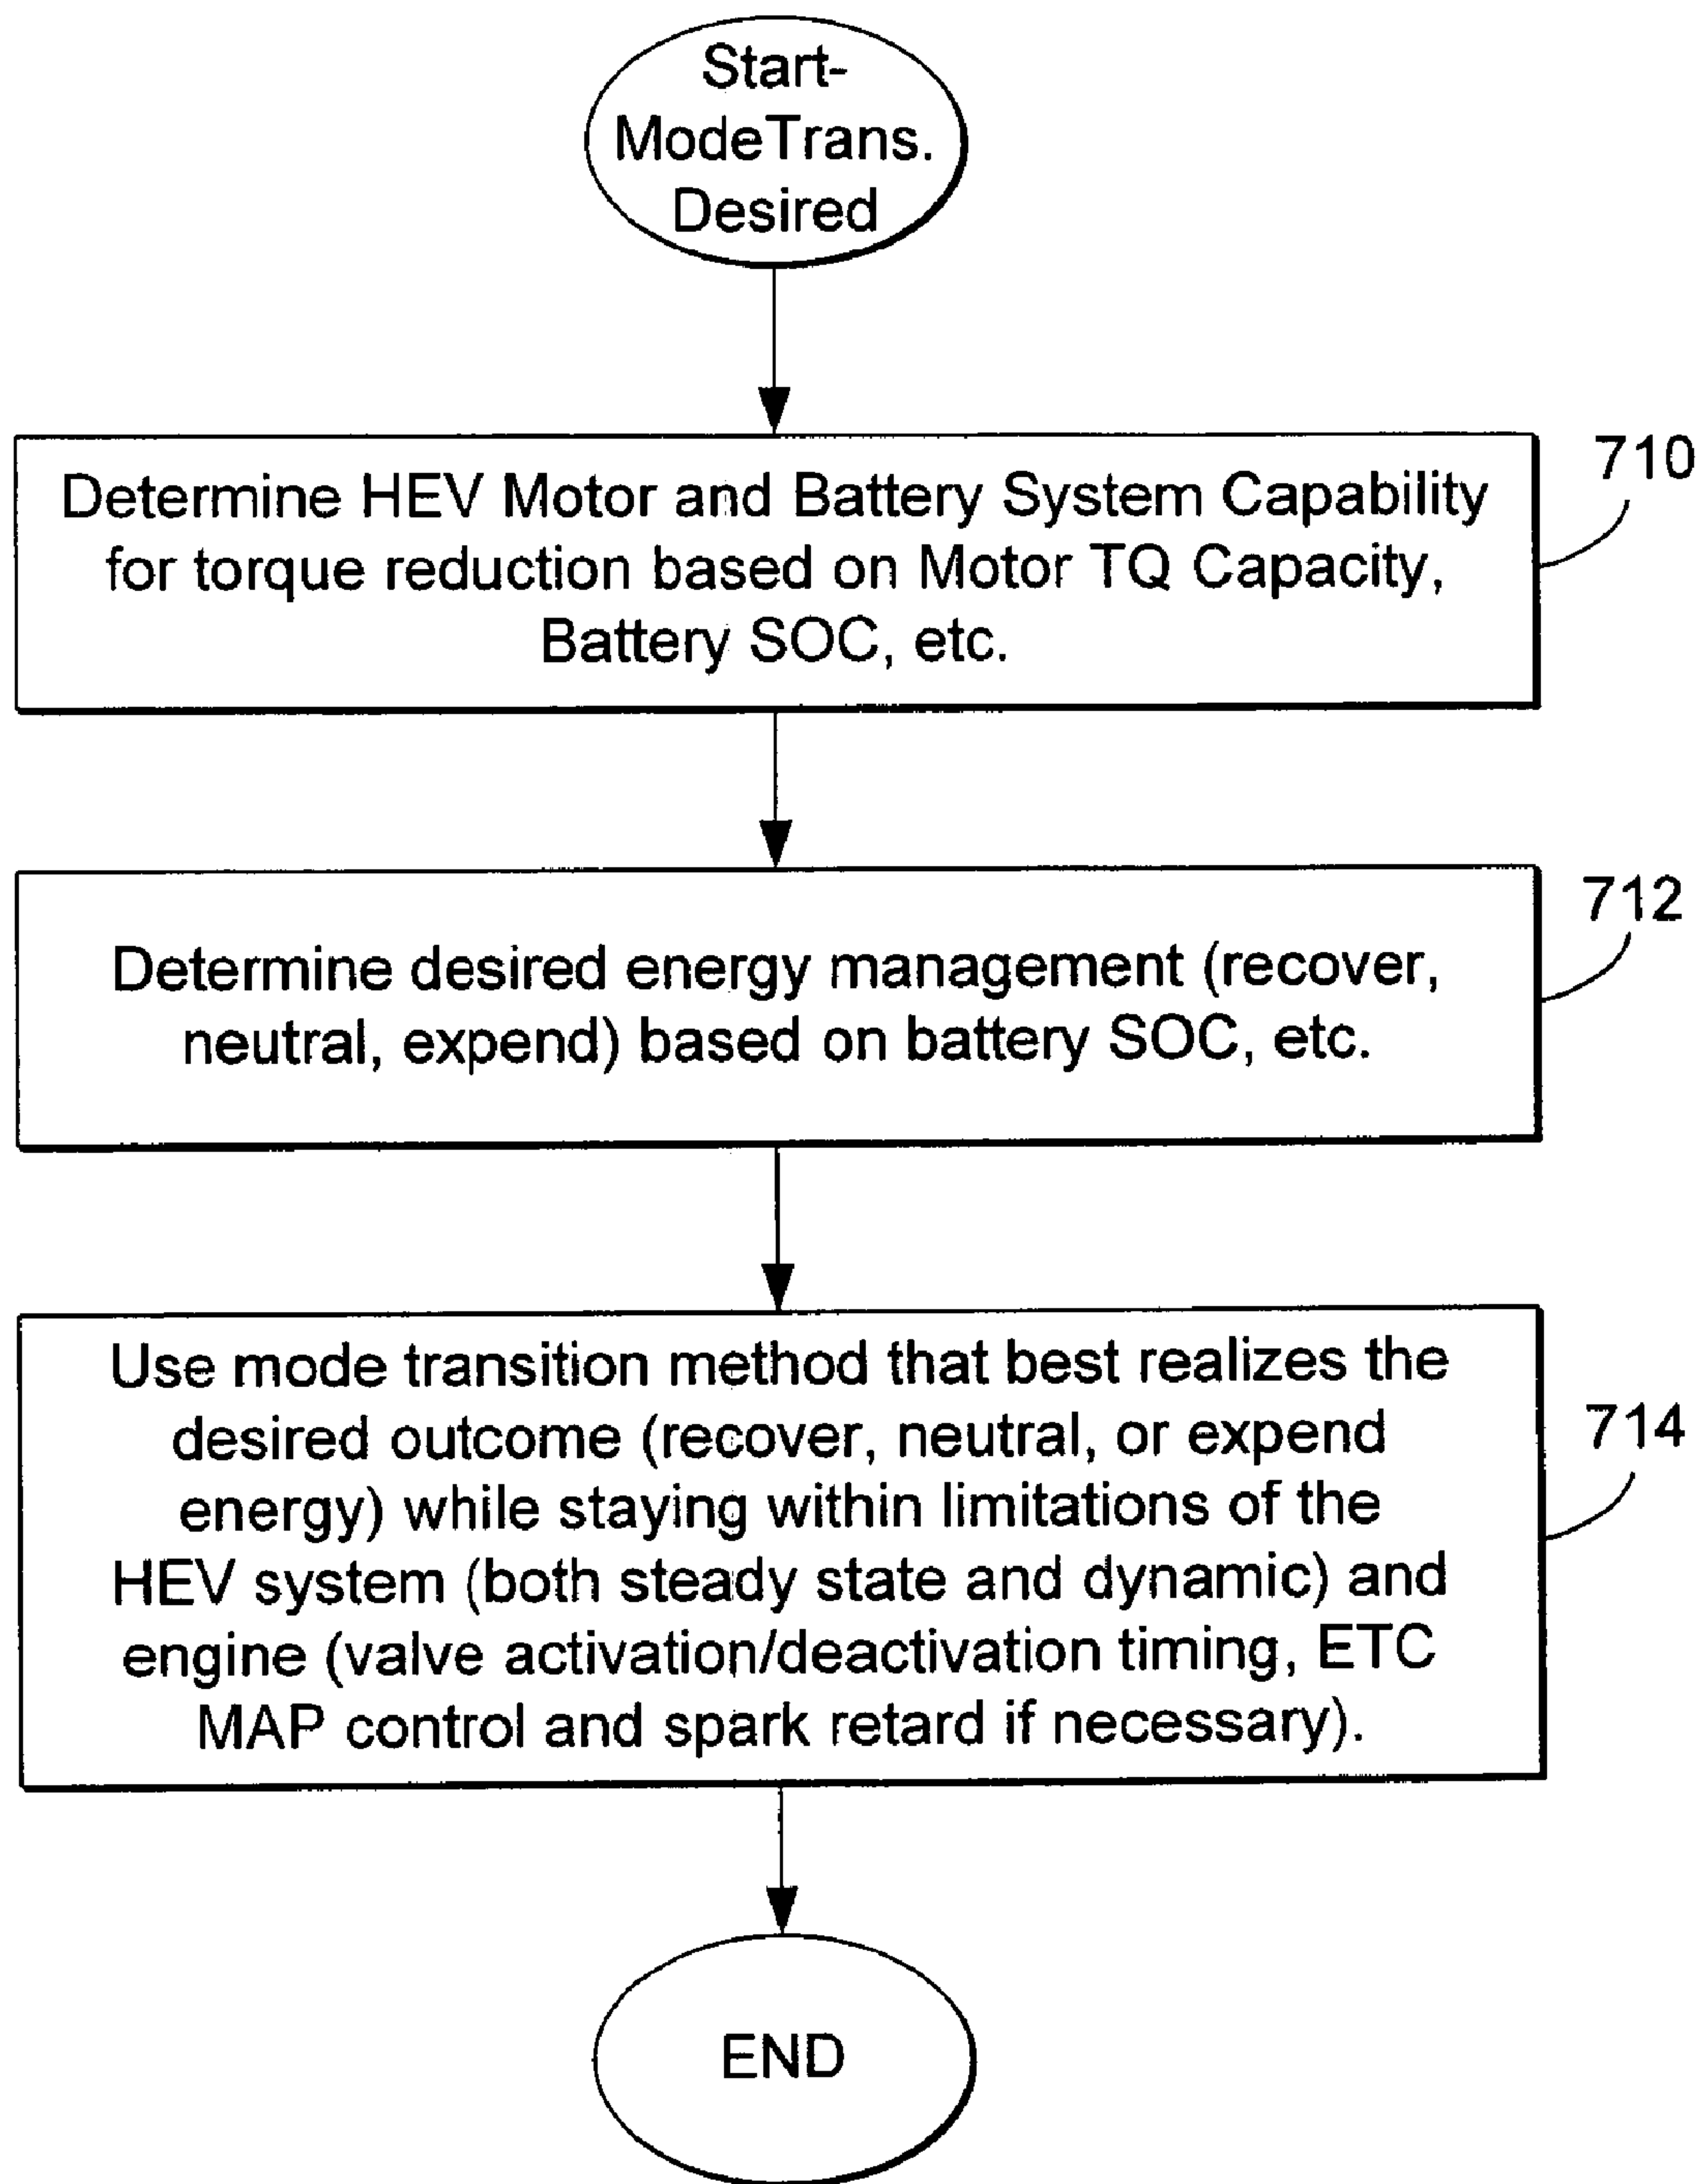 Start-
ModeTrans.
Desired
710
Determine HEV Motor and Battery System Capability
for torque reduction based on Motor TQ Capacity,
Battery SOC, etc.
712
Determine desired energy management (recover,
neutral, expend) based on battery SOC, etc.
Use mode transition method that best realizes the
desired outcome (recover, neutral, or expend
energy) while staying within limitations of the
HEV system (both steady state and dynamic) and
engine (valve activation/deactivation timing, ETC
MAP control and spark retard if necessary).
714
END